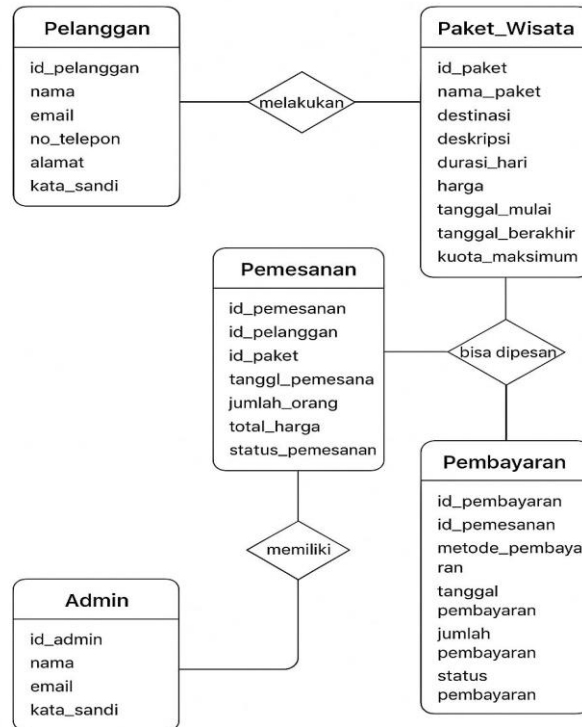 Pelanggan
id_pelanggan
nama
email
no_telepon
alamat
kata_sandi
melakukan
Paket_Wisata
id_paket
nama_paket
destinasi
deskripsi
durasi_hari
harga
tanggal_mulai
tanggal_berakhir
kuota_maksimum
Pemesanan
id_pemesanan
id_pelanggan
id_paket
tanggl_pemesana
jumlah_orang
total_harga
status_pemesanan
bisa dipesan
Pembayaran
id_pembayaran
id_pemesanan
metode_pembaya
ran
tanggal
pembayaran
jumlah
pembayaran
status
pembayaran
memiliki
Admin
id_admin
nama
email
kata_sandi